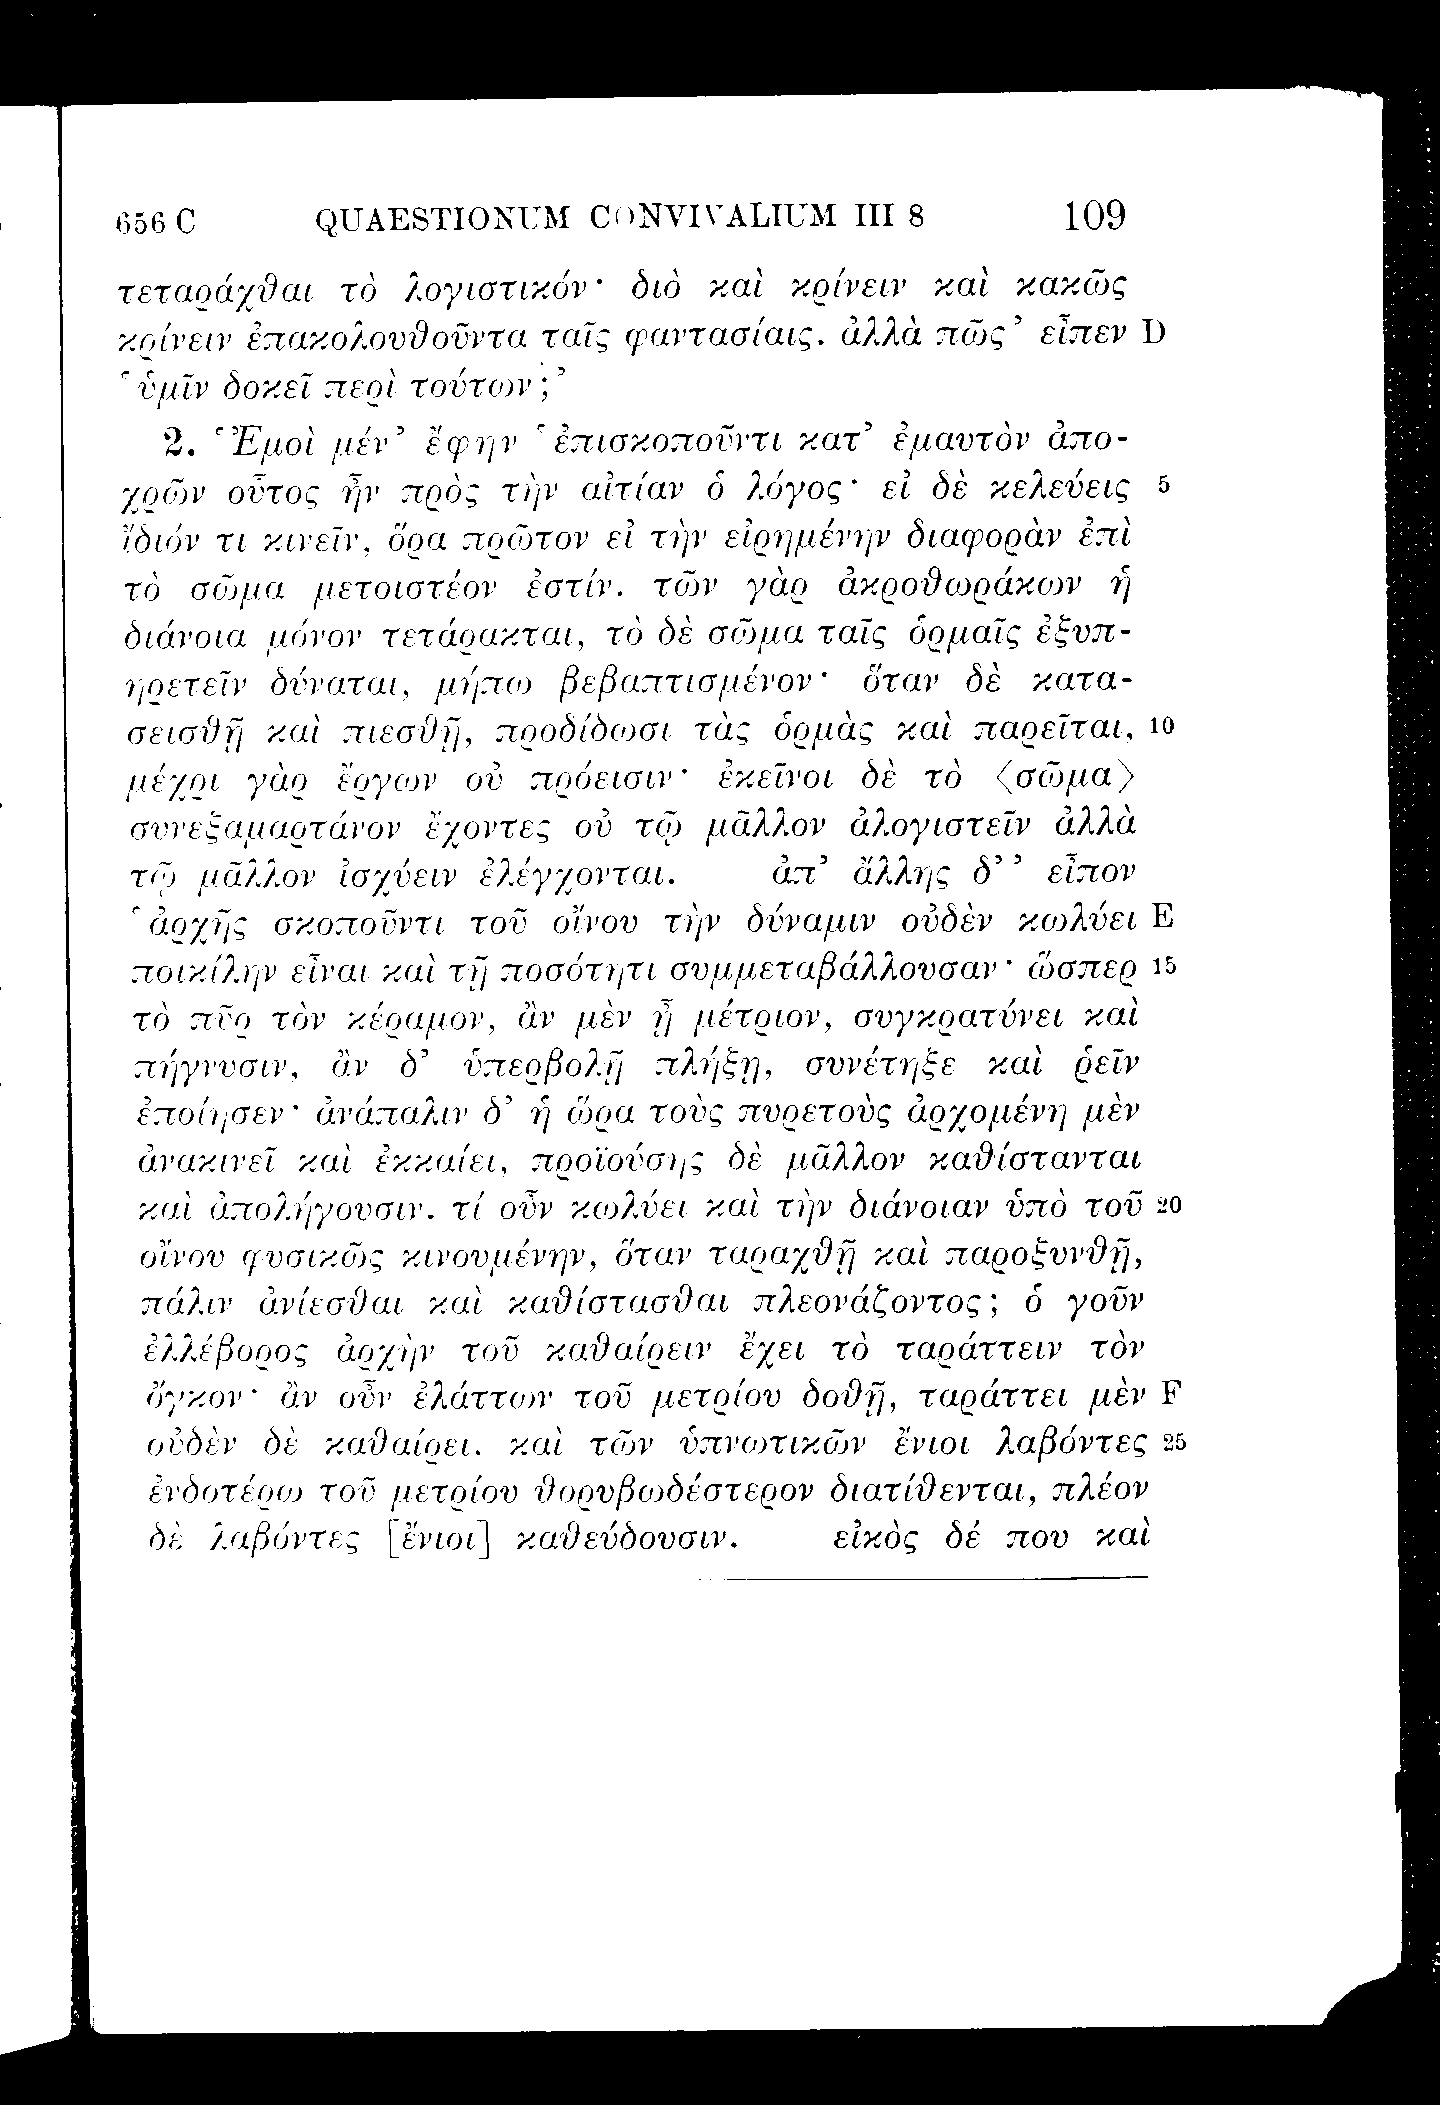 656 C QUAESTIONUM CONVIVALIUM III 8 109
τεταράχθαι τὸ λογιστικόν· διὸ καὶ κρίνειν καὶ κακῶς
κρίνειν ἐπακολουθοῦντα ταῖς φαντασίαις. ἀλλὰ πῶς’ εἶπεν D
‘ὑμῖν δοκεῖ περὶ τούτων;’
2. ‘Ἐμοὶ μέν’ ἔφην ‘ἐπισκοποῦντι κατ’ ἐμαυτὸν ἀπο-
χρῶν οὗτος ἦν πρὸς τὴν αἰτίαν ὁ λόγος· εἰ δὲ κελεύεις 5
ἴδιόν τι κινεῖν, ὅρα πρῶτον εἰ τὴν εἰρημένην διαφορὰν ἐπὶ
τὸ σῶμα μετοιστέον ἐστίν. τῶν γὰρ ἀκροθωράκων ἡ
διάνοια μόνον τετάρακται, τὸ δὲ σῶμα ταῖς ὁρμαῖς ἐξυπ-
ηρετεῖν δύναται, μήπω βεβαπτισμένον· ὅταν δὲ κατα-
σεισθῇ καὶ πιεσθῇ, προδίδωσι τὰς ὁρμὰς καὶ παρεῖται, 10
μέχρι γὰρ ἔργων οὐ πρόεισιν· ἐκεῖνοι δὲ τὸ ⟨σῶμα⟩
συνεξαμαρτάνον ἔχοντες οὐ τῷ μᾶλλον ἀλογιστεῖν ἀλλὰ
τῷ μᾶλλον ἰσχύειν ἐλέγχονται. ἀπ’ ἄλλης δ’’ εἶπον
‘ἀρχῆς σκοποῦντι τοῦ οἴνου τὴν δύναμιν οὐδὲν κωλύει E
ποικίλην εἶναι καὶ τῇ ποσότητι συμμεταβάλλουσαν· ὥσπερ 15
τὸ πῦρ τὸν κέραμον, ἂν μὲν ᾖ μέτριον, συγκρατύνει καὶ
πήγνυσιν, ἂν δ’ ὑπερβολῇ πλήξῃ, συνέτηξε καὶ ῥεῖν
ἐποίησεν· ἀνάπαλιν δ’ ἡ ὥρα τοὺς πυρετοὺς ἀρχομένη μὲν
ἀνακινεῖ καὶ ἐκκαίει, προϊούσης δὲ μᾶλλον καθίστανται
καὶ ἀπολήγουσιν. τί οὖν κωλύει καὶ τὴν διάνοιαν ὑπὸ τοῦ 20
οἴνου φυσικῶς κινουμένην, ὅταν ταραχθῇ καὶ παροξυνθῇ,
πάλιν ἀνίεσθαι καὶ καθίστασθαι πλεονάζοντος; ὁ γοῦν
ἐλλέβορος ἀρχὴν τοῦ καθαίρειν ἔχει τὸ ταράττειν τὸν
ὄγκον· ἂν οὖν ἐλάττων τοῦ μετρίου δοθῇ, ταράττει μὲν F
οὐδὲν δὲ καθαίρει. καὶ τῶν ὑπνωτικῶν ἔνιοι λαβόντες 25
ἐνδοτέρω τοῦ μετρίου θορυβωδέστερον διατίθενται, πλέον
δὲ λαβόντες [ἔνιοι] καθεύδουσιν. εἰκὸς δέ που καὶ